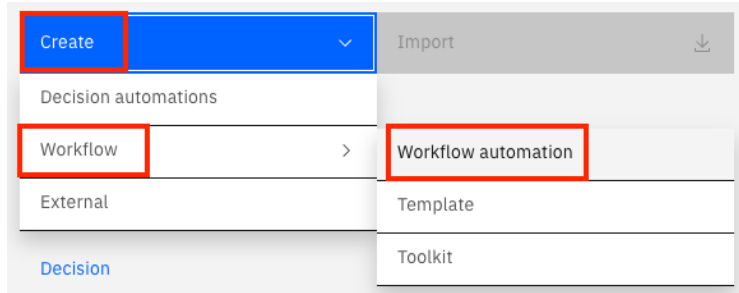 Create
Import
Decision automations
Workflow
Workflow automation
External
Template
Toolkit
Decision